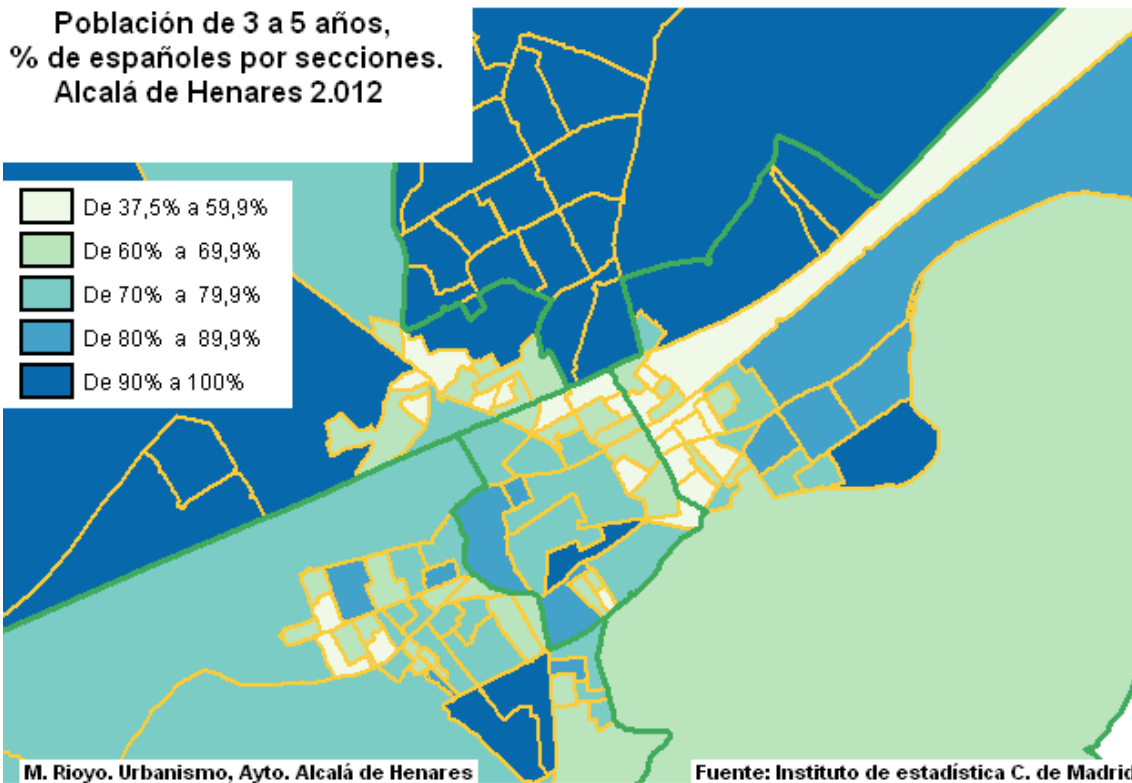 Población de 3 a 5 años,
% de españoles por secciones.
Alcalá de Henares 2.012
De 37,5% a 59,9%
De 60% a 69,9%
De 70% a 79,9%
De 80% a 89,9%
De 90% a 100%
M. Rioyo. Urbanismo, Ayto. Alcalá de Henares
Fuente: Instituto de estadística C. de Madrid